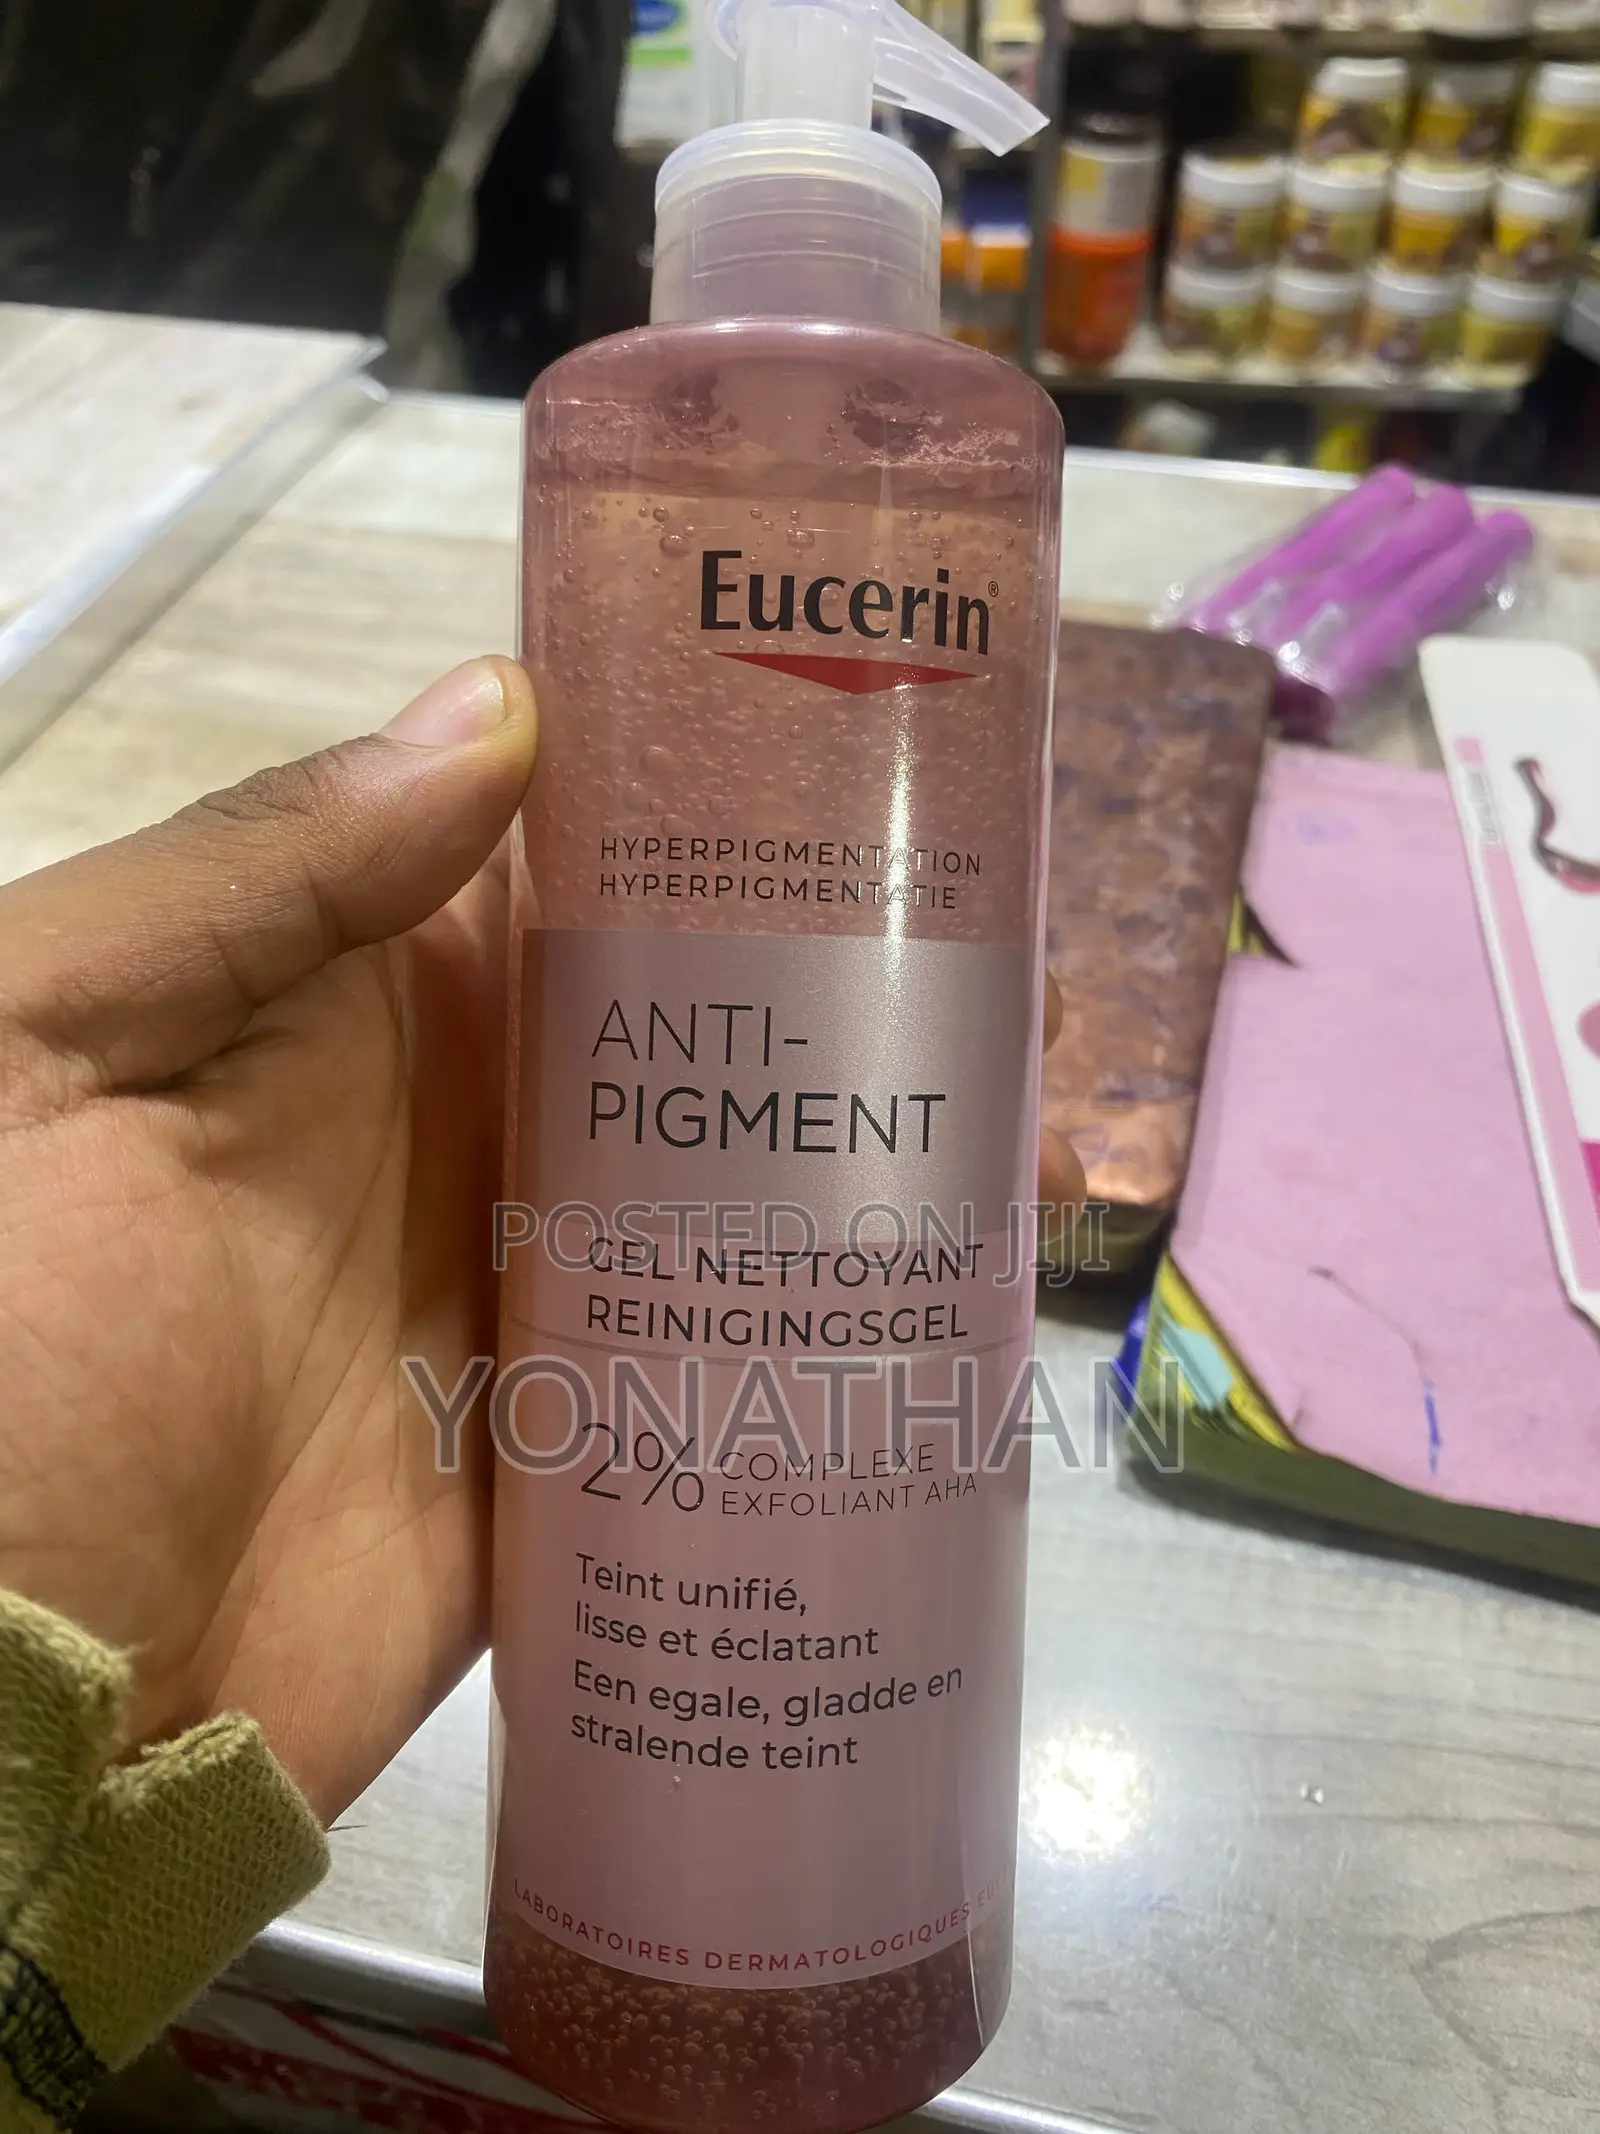 Eucerin®
HYPERPIGMENTATION
HYPERPIGMENTATIE
ANTI-
PIGMENT
POSTED ON JIJI
GEL NETTOYANT
REINIGINGSGEL
YONATHAN
2% COMPLEXE
EXFOLIANT AHA
Teint unifié,
lisse et éclatant
Een egale, gladde en
stralende teint
LABORATOIRES DERMATOLOGIQUES